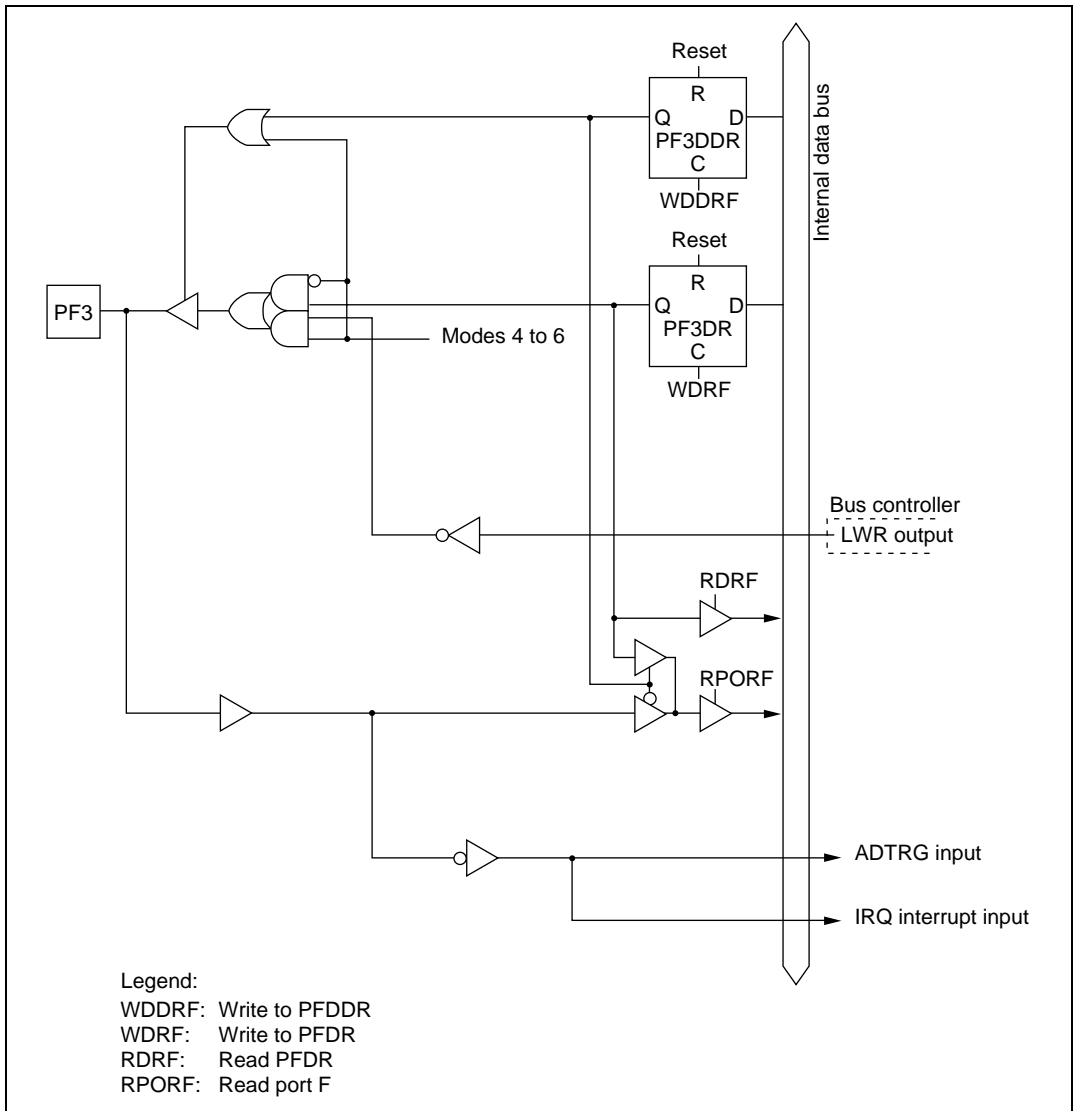 Reset
R
Q D
PF3DDR
C
WDDRF
Internal data bus
Reset
R
Q D
PF3DR
C
WDRF
PF3
Modes 4 to 6
Bus controller
LWR output
RDRF
RPORF
ADTRG input
IRQ interrupt input
Legend:
WDDRF: Write to PFDDR
WDRF: Write to PFDR
RDRF: Read PFDR
RPORF: Read port F